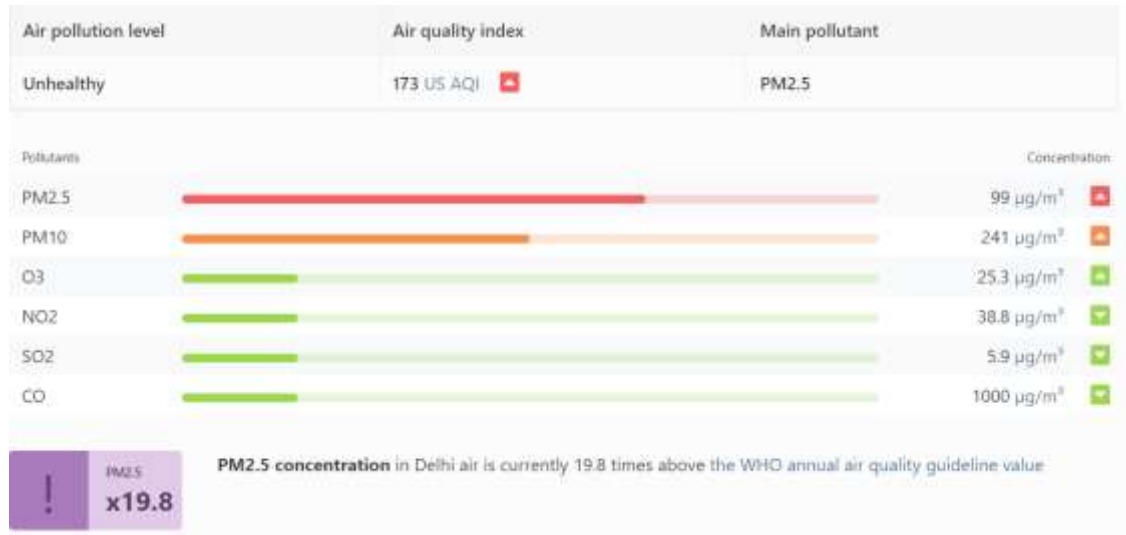 Air pollution level Air quality index Main pollutant
Unhealthy 173 US AQI PM2.5
Pollutants Concentration
PM2.5 99 µg/m³
PM10 241 µg/m³
O3 25.3 µg/m³
NO2 38.8 µg/m³
SO2 5.9 µg/m³
CO 1000 µg/m³
! PM2.5
x19.8
PM2.5 concentration in Delhi air is currently 19.8 times above the WHO annual air quality guideline value